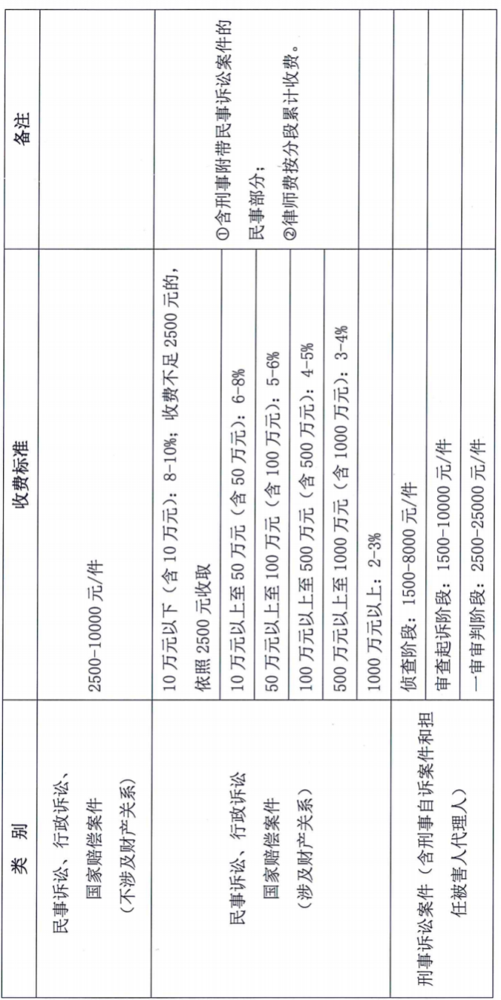 类 别
收费标准
备注
民事诉讼、行政诉讼、
国家赔偿案件
（不涉及财产关系）
2500-10000 元/件
民事诉讼、行政诉讼
国家赔偿案件
（涉及财产关系）
10 万元以下（含 10 万元）：8-10%；收费不足 2500 元的，
依照 2500 元收取
10 万元以上至 50 万元（含 50 万元）：6-8%
50 万元以上至 100 万元（含 100 万元）：5-6%
100 万元以上至 500 万元（含 500 万元）：4-5%
500 万元以上至 1000 万元（含 1000 万元）：3-4%
1000 万元以上：2-3%
①含刑事附带民事诉讼案件的
民事部分；
②律师费按分段累计收费。
刑事诉讼案件（含刑事自诉案件和担
任被害人代理人）
侦查阶段：1500-8000 元/件
审查起诉阶段：1500-10000 元/件
一审审判阶段：2500-25000 元/件